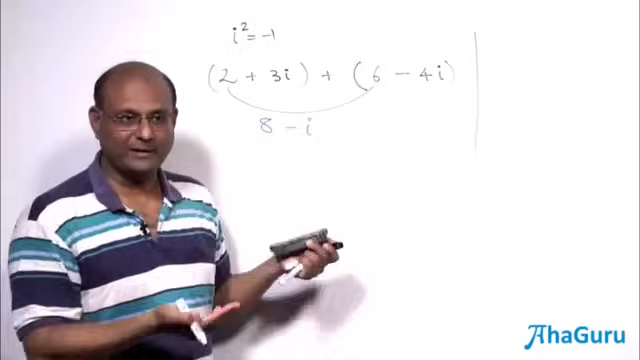 i² = -1
(2 + 3i) + (6 - 4i)
8 - i
AhaGuru